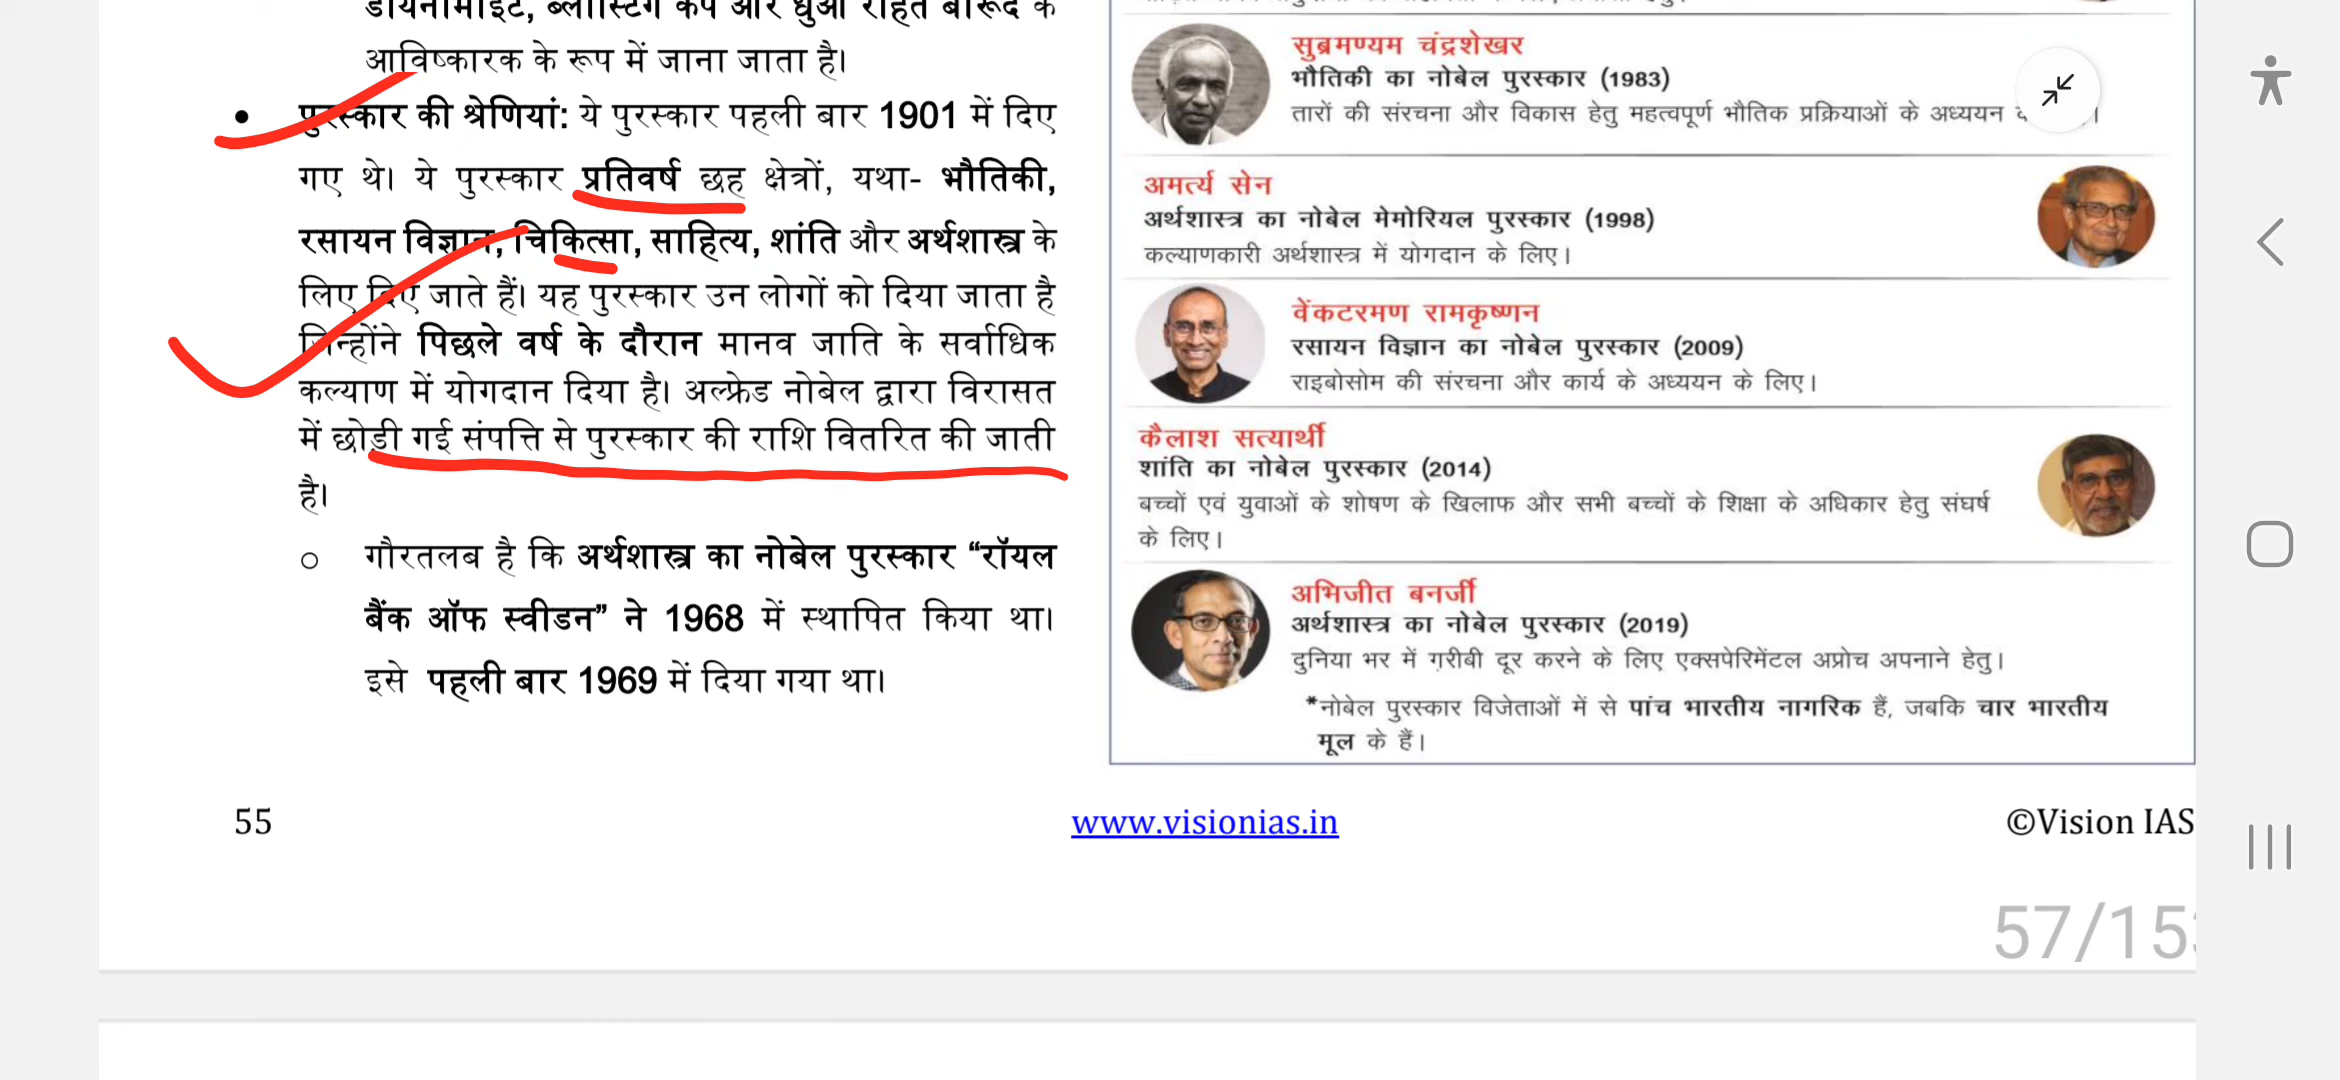 डायनामाइट, ब्लास्टिंग कैप और धुआं रहित बारूद के
आविष्कारक के रूप में जाना जाता है।
• पुरस्कार की श्रेणियां: ये पुरस्कार पहली बार 1901 में दिए
गए थे। ये पुरस्कार प्रतिवर्ष छह क्षेत्रों, यथा- भौतिकी,
रसायन विज्ञान, चिकित्सा, साहित्य, शांति और अर्थशास्त्र के
लिए दिए जाते हैं। यह पुरस्कार उन लोगों को दिया जाता है
जिन्होंने पिछले वर्ष के दौरान मानव जाति के सर्वाधिक
कल्याण में योगदान दिया है। अल्फ्रेड नोबेल द्वारा विरासत
में छोड़ी गई संपत्ति से पुरस्कार की राशि वितरित की जाती
है।
o गौरतलब है कि अर्थशास्त्र का नोबेल पुरस्कार “रॉयल
बैंक ऑफ स्वीडन” ने 1968 में स्थापित किया था।
इसे पहली बार 1969 में दिया गया था।
सुब्रमण्यम चंद्रशेखर
भौतिकी का नोबेल पुरस्कार (1983)
तारों की संरचना और विकास हेतु महत्वपूर्ण भौतिक प्रक्रियाओं के अध्ययन
अमर्त्य सेन
अर्थशास्त्र का नोबेल मेमोरियल पुरस्कार (1998)
कल्याणकारी अर्थशास्त्र में योगदान के लिए।
वेंकटरमण रामकृष्णन
रसायन विज्ञान का नोबेल पुरस्कार (2009)
राइबोसोम की संरचना और कार्य के अध्ययन के लिए।
कैलाश सत्यार्थी
शांति का नोबेल पुरस्कार (2014)
बच्चों एवं युवाओं के शोषण के खिलाफ और सभी बच्चों के शिक्षा के अधिकार हेतु संघर्ष
के लिए।
अभिजीत बनर्जी
अर्थशास्त्र का नोबेल पुरस्कार (2019)
दुनिया भर में ग़रीबी दूर करने के लिए एक्सपेरिमेंटल अप्रोच अपनाने हेतु।
*नोबेल पुरस्कार विजेताओं में से पांच भारतीय नागरिक हैं, जबकि चार भारतीय
मूल के हैं।
55
www.visionias.in
©Vision IAS
57/15